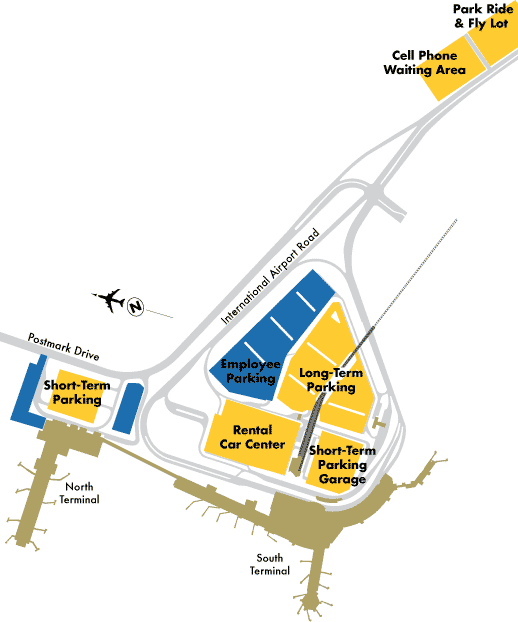 Park Ride
& Fly Lot
Cell Phone
Waiting Area
International Airport Road
N
Postmark Drive
Employee
Parking
Long-Term
Parking
Short-Term
Parking
Rental
Car Center
Short-Term
Parking
Garage
North
Terminal
South
Terminal